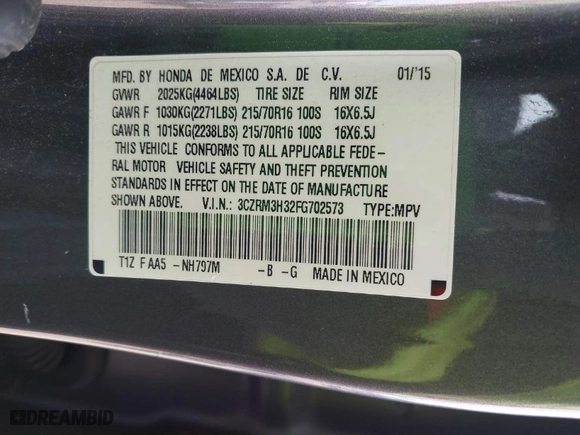 MFD. BY HONDA DE MEXICO S.A. DE C.V. 01/'15
GVWR 2025KG(4464LBS) TIRE SIZE RIM SIZE
GAWR F 1030KG(2271LBS) 215/70R16 100S 16X6.5J
GAWR R 1015KG(2238LBS) 215/70R16 100S 16X6.5J
THIS VEHICLE CONFORMS TO ALL APPLICABLE FEDE-
RAL MOTOR VEHICLE SAFETY AND THEFT PREVENTION
STANDARDS IN EFFECT ON THE DATE OF MANUFACTURE
SHOWN ABOVE. V.I.N.: 3CZRM3H32FG702573 TYPE:MPV
T1Z F AA5 -NH797M -B -G MADE IN MEXICO
DREAMBID